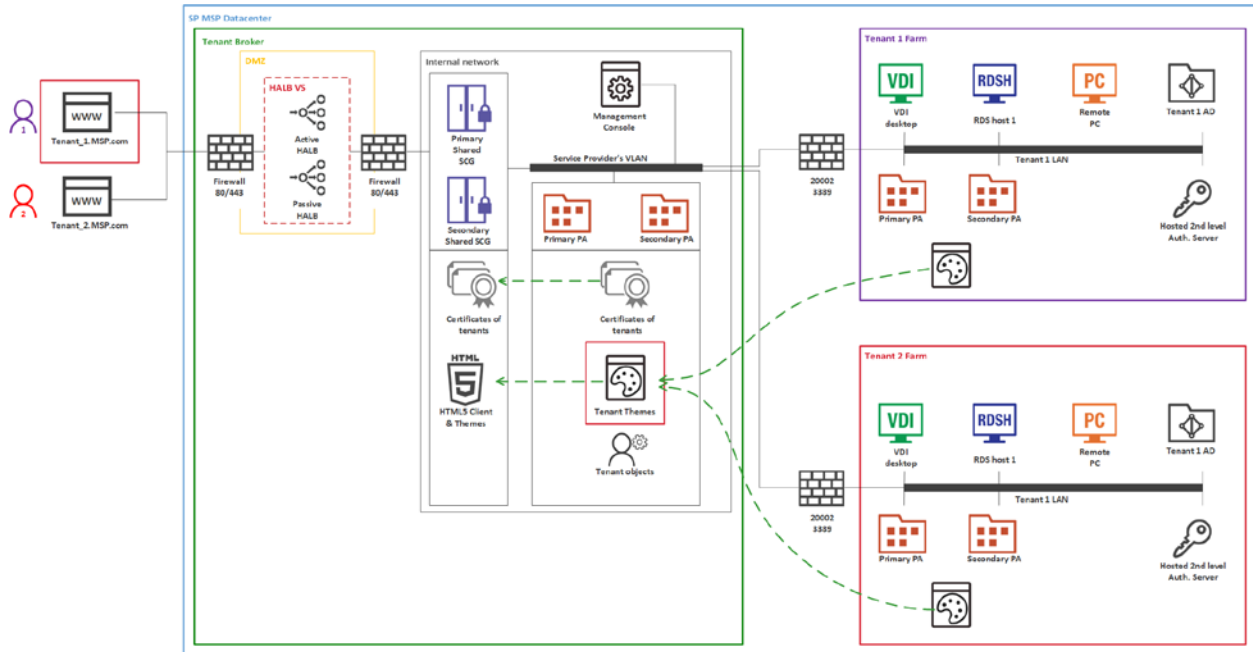 SP MSP Datacenter
Tenant Broker
DMZ
HALB VS
Active
HALB
Passive
HALB
1
WWW
Tenant_1.MSP.com
2
WWW
Tenant_2.MSP.com
Firewall
80/443
Firewall
80/443
Internal network
Primary
Shared
SCG
Secondary
Shared SCG
Certificates of
tenants
HTML
5
HTML5 Client
& Themes
Management
Console
Service Provider's VLAN
Primary PA
Secondary PA
Certificates of
tenants
Tenant Themes
Tenant objects
20002
3389
20002
3389
Tenant 1 Farm
VDI
VDI
desktop
RDSH
RDS host 1
PC
Remote
PC
Tenant 1 AD
Tenant 1 LAN
Primary PA
Secondary PA
Hosted 2nd level
Auth. Server
Tenant 2 Farm
VDI
VDI
desktop
RDSH
RDS host 1
PC
Remote
PC
Tenant 1 AD
Tenant 1 LAN
Primary PA
Secondary PA
Hosted 2nd level
Auth. Server